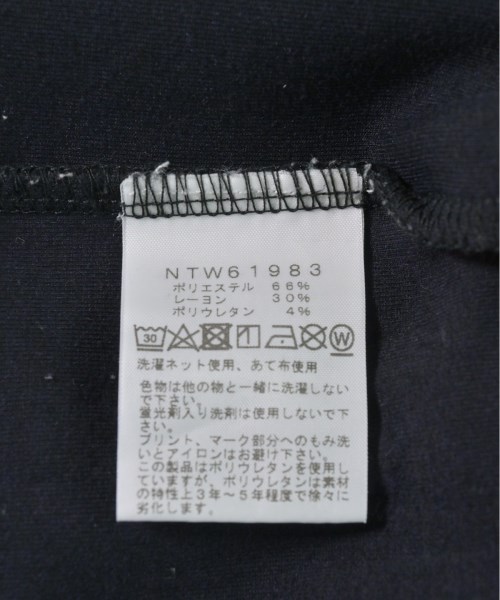 NTW61983
ポリエステル 66%
レーヨン 30%
ポリウレタン 4%
30 W
洗濯ネット使用、あて布使用
色物は他の物と一緒に洗濯しない
で下さい。
蛍光剤入り洗剤は使用しないで下
さい。
プリント、マーク部分へのもみ洗
いとアイロンはお避け下さい。
この製品はポリウレタンを使用し
ていますが、ポリウレタンは素材
の特性上3年～5年程度で徐々に
劣化します。